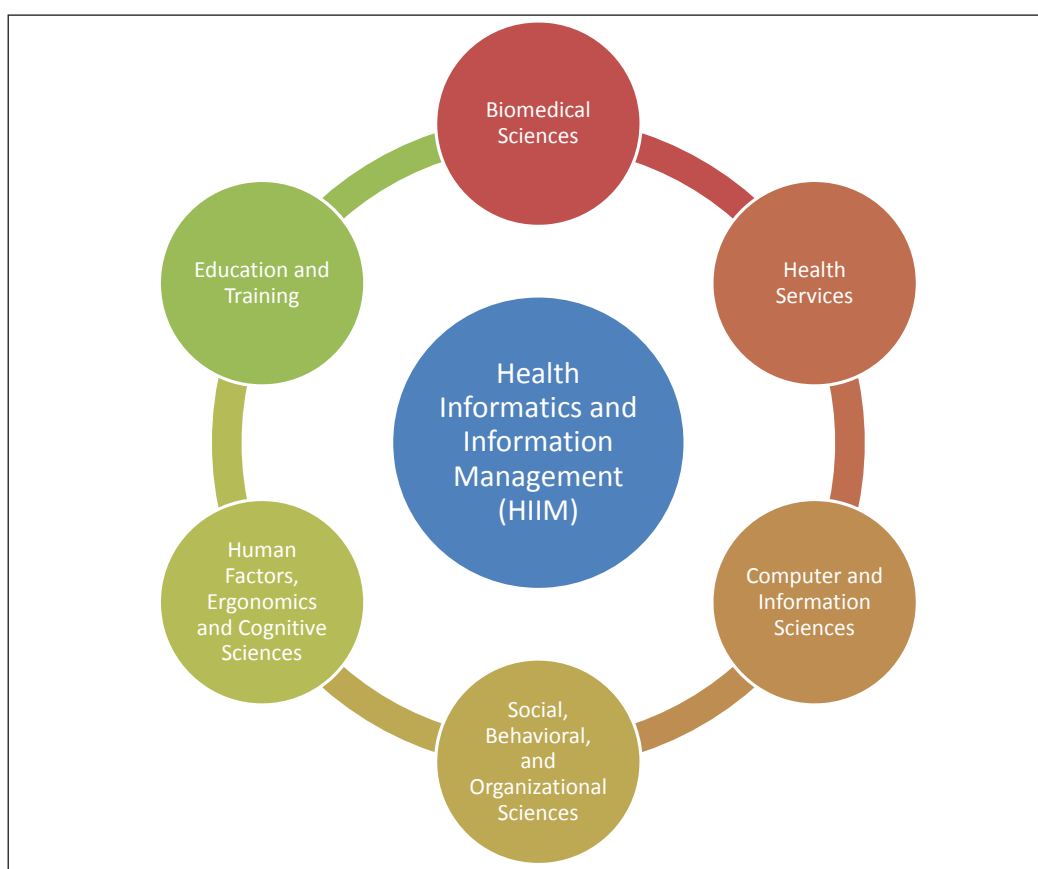 Biomedical
Sciences
Health
Services
Computer and
Information
Sciences
Social,
Behavioral,
and
Organizational
Sciences
Human
Factors,
Ergonomics
and Cognitive
Sciences
Education and
Training
Health
Informatics and
Information
Management
(HIIM)